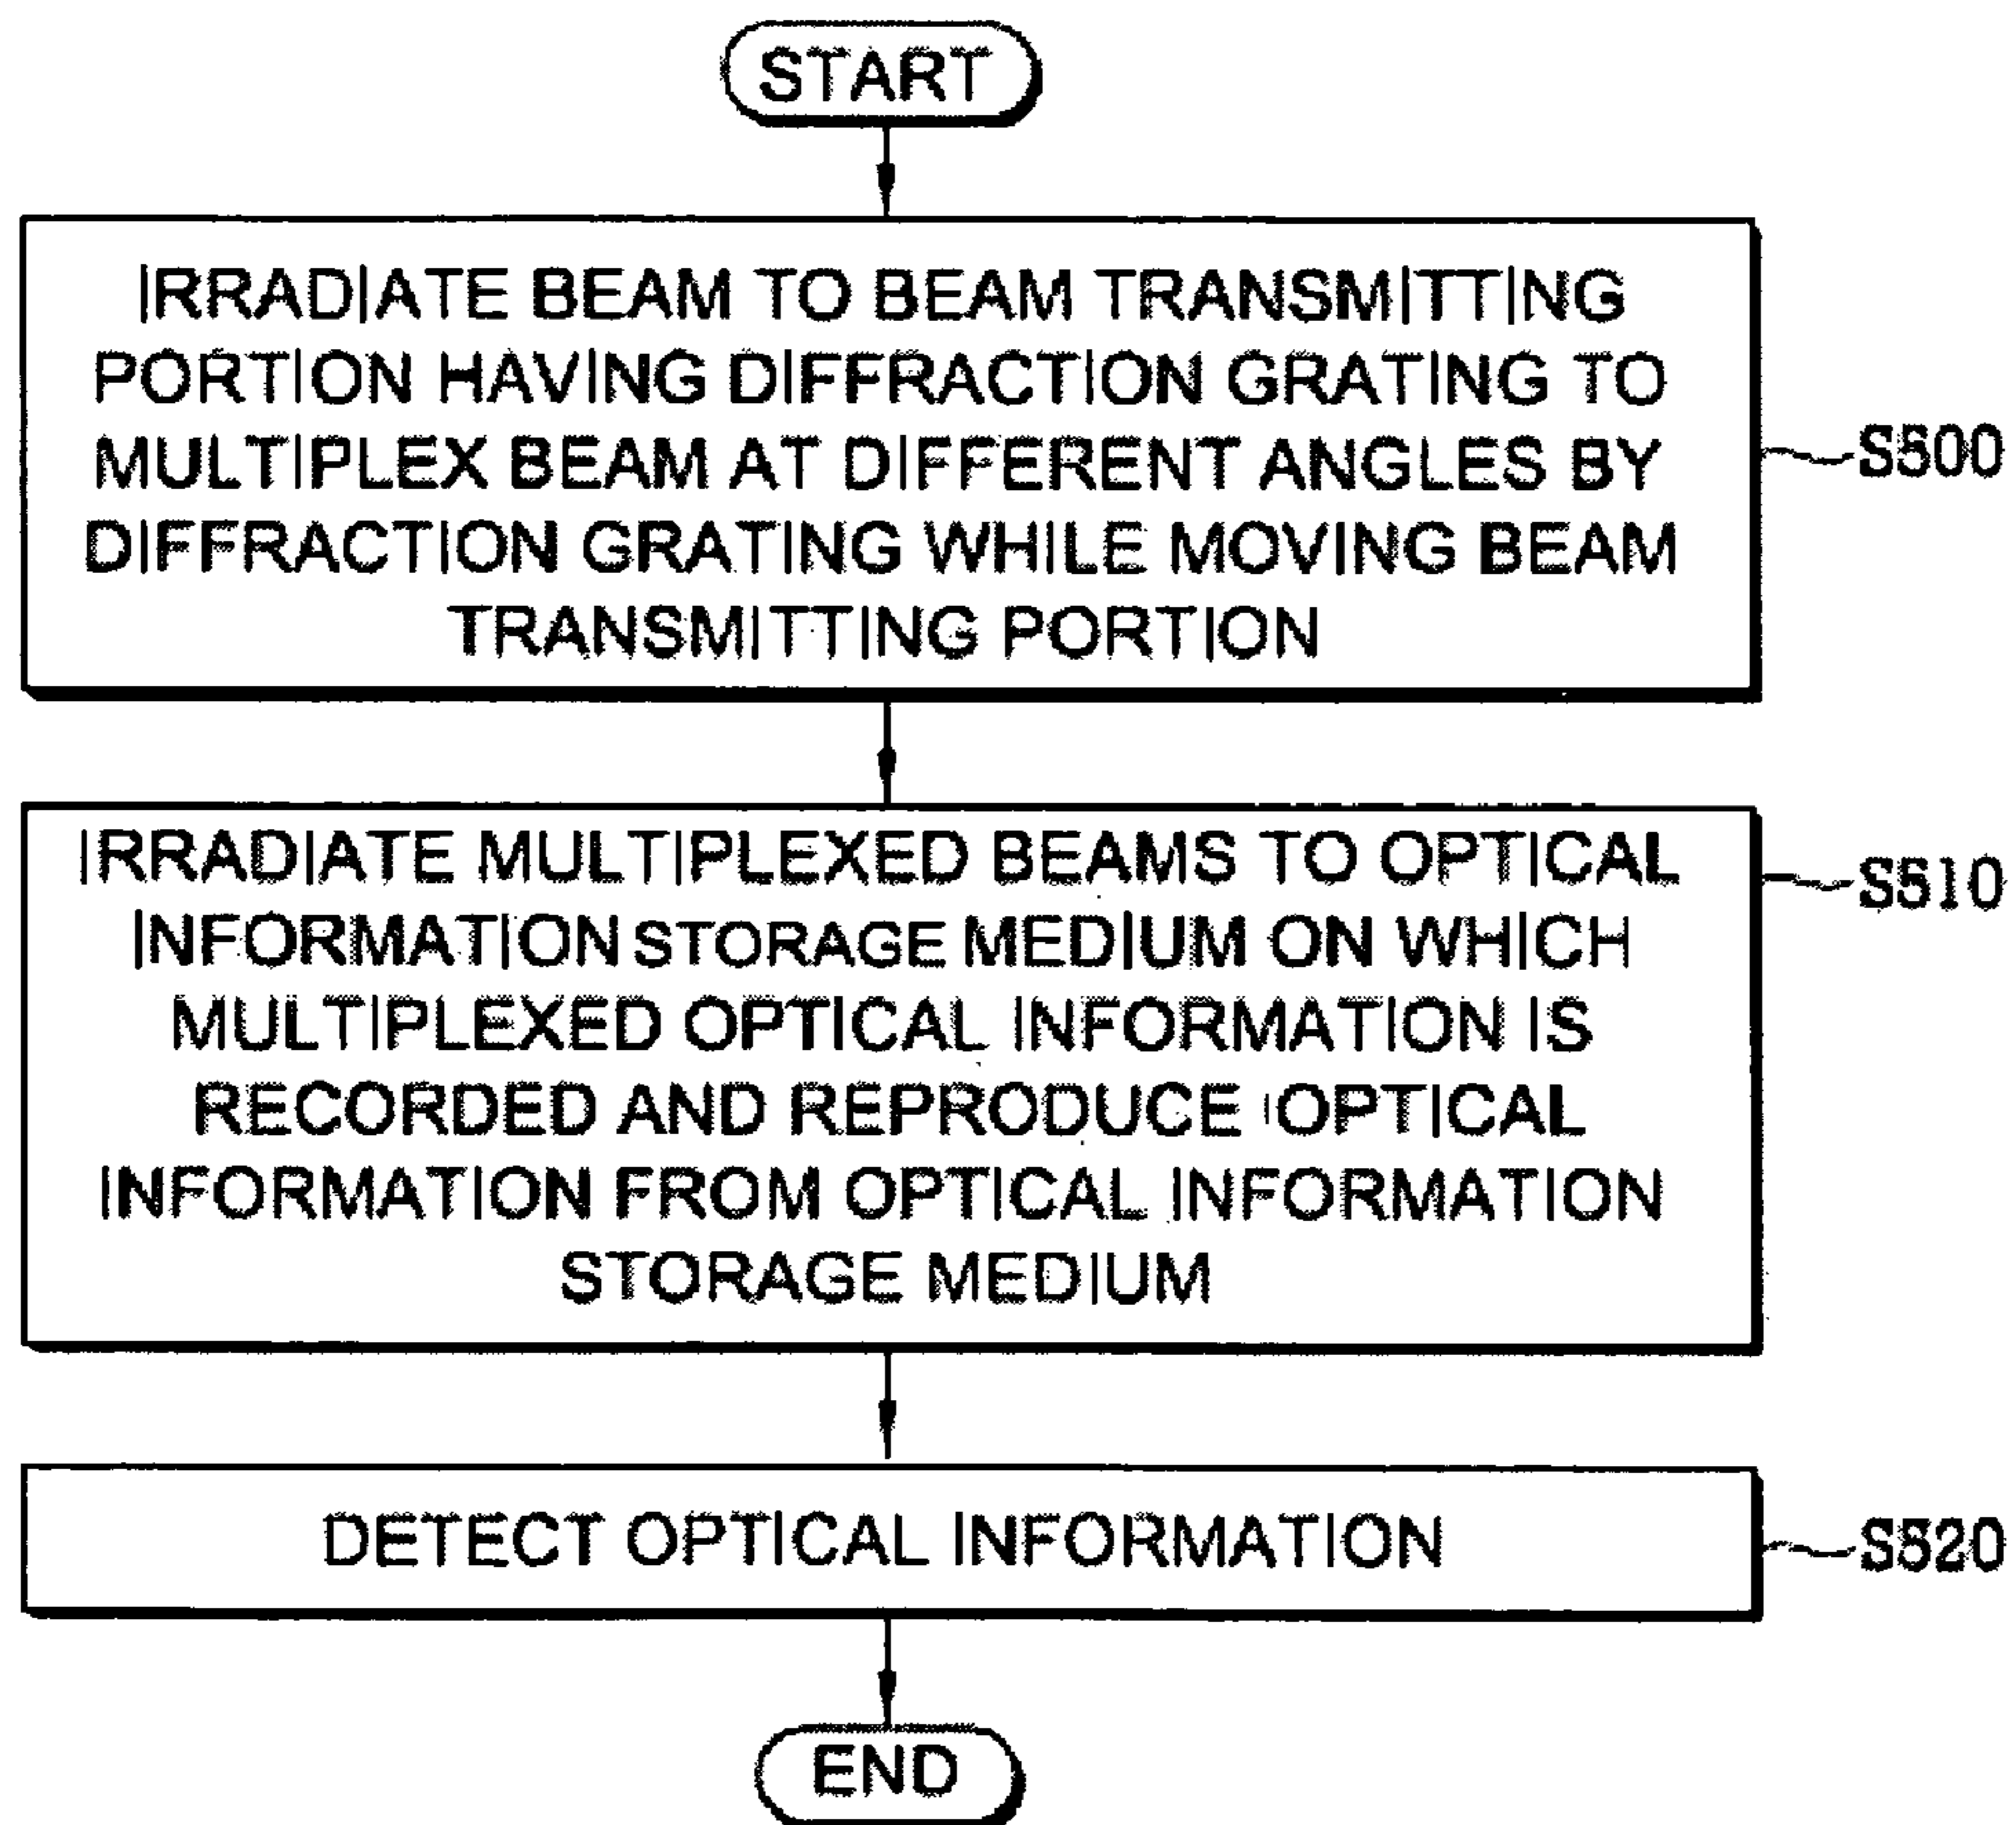 START
IRRADIATE BEAM TO BEAM TRANSMITTING
PORTION HAVING DIFFRACTION GRATING TO
MULTIPLEX BEAM AT DIFFERENT ANGLES BY
DIFFRACTION GRATING WHILE MOVING BEAM
TRANSMITTING PORTION
S500
IRRADIATE MULTIPLEXED BEAMS TO OPTICAL
INFORMATION STORAGE MEDIUM ON WHICH
MULTIPLEXED OPTICAL INFORMATION IS
RECORDED AND REPRODUCE OPTICAL
INFORMATION FROM OPTICAL INFORMATION
STORAGE MEDIUM
S510
DETECT OPTICAL INFORMATION
S520
END